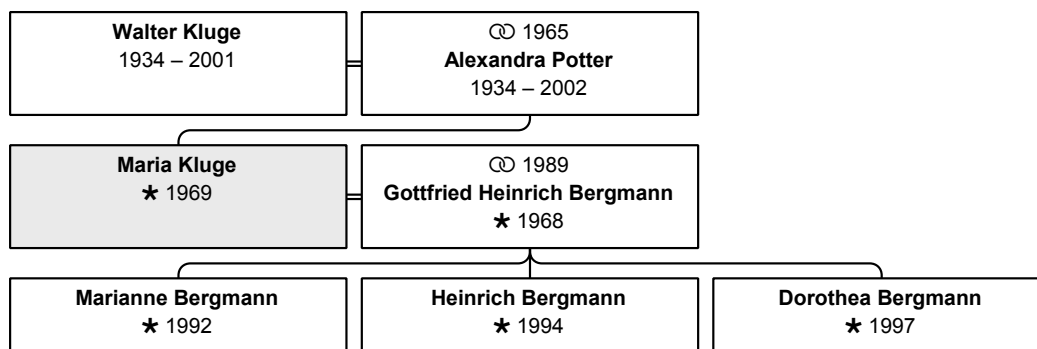 Walter Kluge
1934 – 2001
⚭ 1965
Alexandra Potter
1934 – 2002
Maria Kluge
★ 1969
⚭ 1989
Gottfried Heinrich Bergmann
★ 1968
Marianne Bergmann
★ 1992
Heinrich Bergmann
★ 1994
Dorothea Bergmann
★ 1997